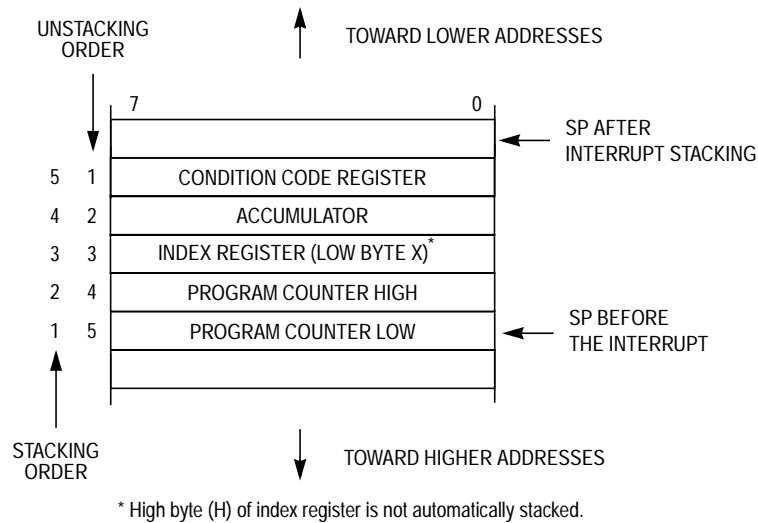 UNSTACKING
ORDER
TOWARD LOWER ADDRESSES
7 0
SP AFTER
INTERRUPT STACKING
5 1 CONDITION CODE REGISTER
4 2 ACCUMULATOR
3 3 INDEX REGISTER (LOW BYTE X)*
2 4 PROGRAM COUNTER HIGH
1 5 PROGRAM COUNTER LOW
SP BEFORE
THE INTERRUPT
STACKING
ORDER
TOWARD HIGHER ADDRESSES
* High byte (H) of index register is not automatically stacked.